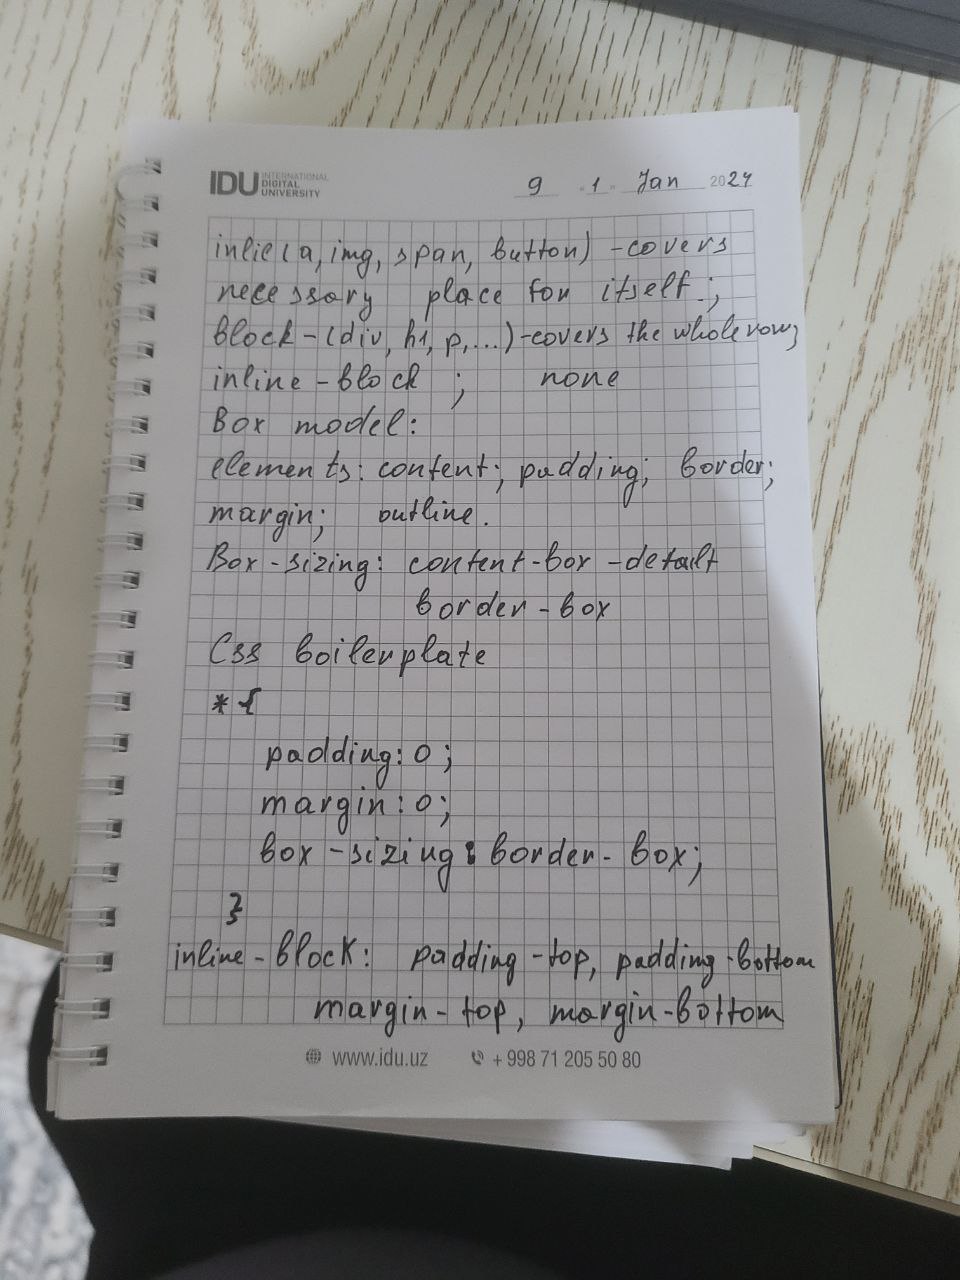 IDU INTERNATIONAL
DIGITAL
UNIVERSITY
9 1 Jan 2024
inlie(a, img, span, button) -covers
necessary place for itself;
block-(div, h1, p,...)-covers the whole row;
inline-block ; none
Box model:
elements: content; padding; border;
margin; outline.
Box-sizing: content-box -detailt
border-box
Css boilerplate
*{
padding: 0;
margin: 0;
box-sizing: border-box;
}
inline-block: padding-top, padding-bottom
margin-top, margin-bottom
www.idu.uz +998 71 205 50 80